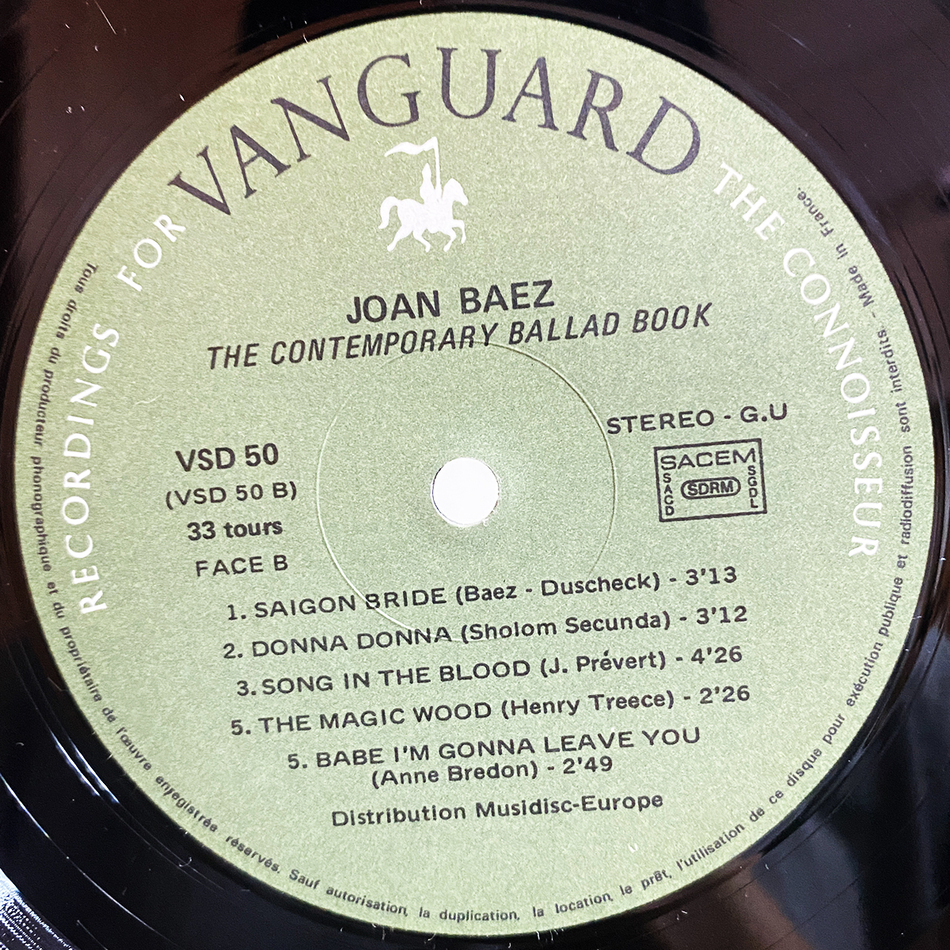 RECORDINGS FOR VANGUARD THE CONNOISSEUR
JOAN BAEZ
THE CONTEMPORARY BALLAD BOOK
STEREO - G.U
VSD 50
(VSD 50 B)
33 tours
FACE B
SACEM
SACD
SDRM
SGDL
1. SAIGON BRIDE (Baez - Duscheck) - 3'13
2. DONNA DONNA (Sholom Secunda) - 3'12
3. SONG IN THE BLOOD (J. Prévert) - 4'26
5. THE MAGIC WOOD (Henry Treece) - 2'26
5. BABE I'M GONNA LEAVE YOU
(Anne Bredon) - 2'49
Distribution Musidisc-Europe
Tous droits du producteur phonographique et du propriétaire de l'œuvre enregistrée réservés. Sauf autorisation, la duplication, la location, le prêt, l'utilisation de ce disque pour exécution publique et radiodiffusion sont interdits - Made in France.